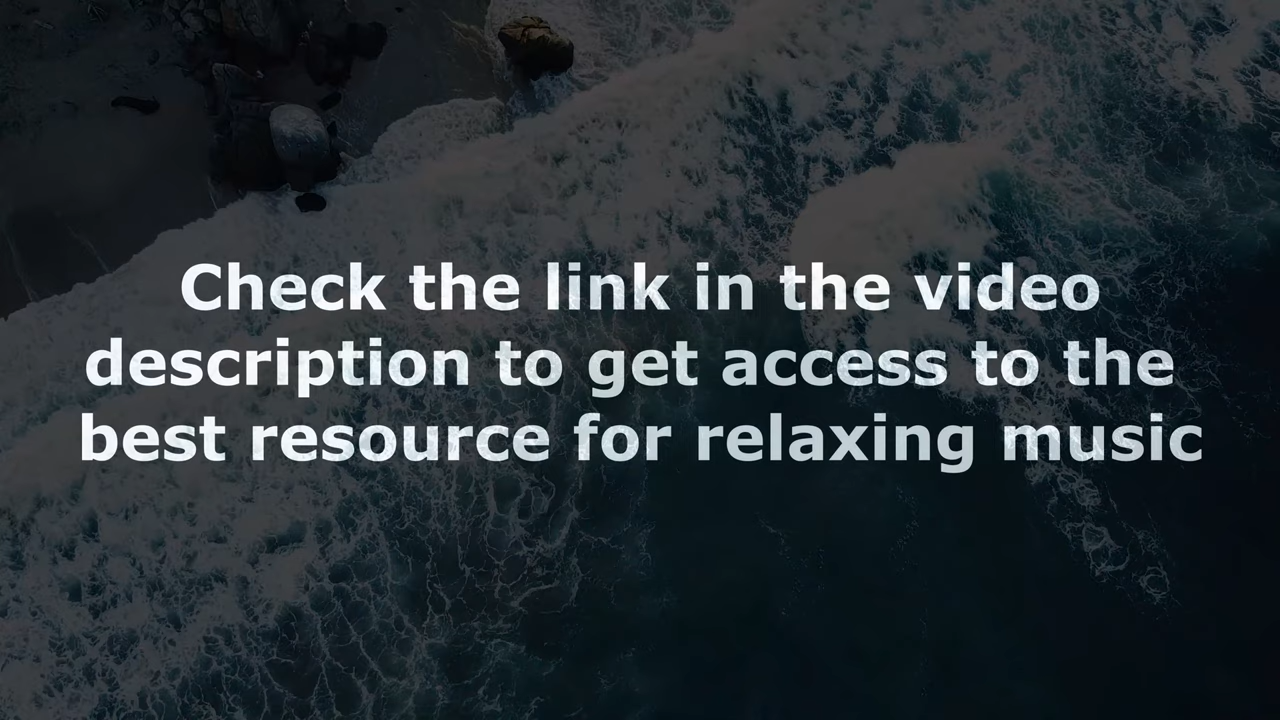 Check the link in the video
description to get access to the
best resource for relaxing music